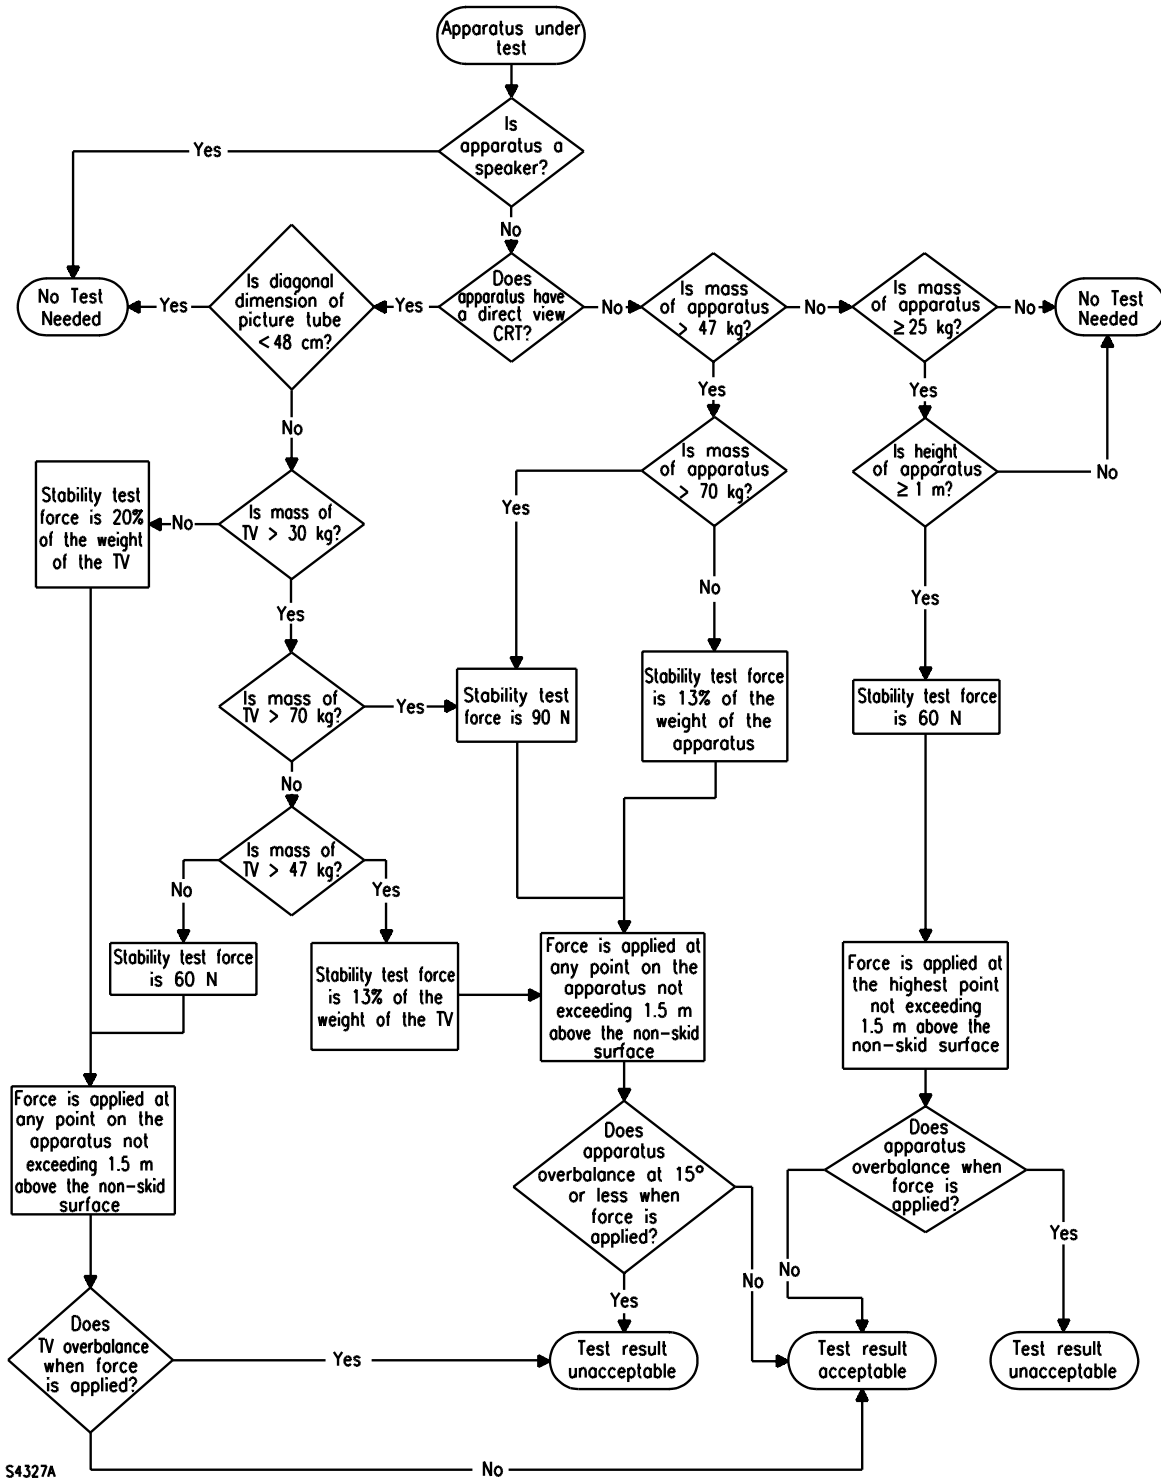 Apparatus under
test
Is
apparatus a
speaker?
Yes
No
No Test
Needed
Yes
Is diagonal
dimension of
picture tube
< 48 cm?
Yes
Does
apparatus have
a direct view
CRT?
No
Is mass
of apparatus
> 47 kg?
No
Is mass
of apparatus
≥ 25 kg?
No
No Test
Needed
No
Yes
Yes
Stability test
force is 20%
of the weight
of the TV
No
Is mass of
TV > 30 kg?
Yes
Is mass
of apparatus
> 70 kg?
Is height
of apparatus
≥ 1 m?
No
Yes
No
Yes
Is mass of
TV > 70 kg?
Yes
Stability test
force is 90 N
Stability test force
is 13% of the
weight of the
apparatus
Stability test force
is 60 N
No
Is mass of
TV > 47 kg?
No
Yes
Stability test force
is 60 N
Stability test force
is 13% of the
weight of the TV
Force is applied at
any point on the
apparatus not
exceeding 1.5 m
above the non-skid
surface
Force is applied at
the highest point
not exceeding
1.5 m above the
non-skid surface
Force is applied at
any point on the
apparatus not
exceeding 1.5 m
above the non-skid
surface
Does
apparatus
overbalance at 15°
or less when
force is
applied?
Does
apparatus
overbalance when
force is
applied?
No
Yes
No
Yes
Does
TV overbalance
when force
is applied?
Yes
Test result
unacceptable
Test result
acceptable
Test result
unacceptable
No
S4327A